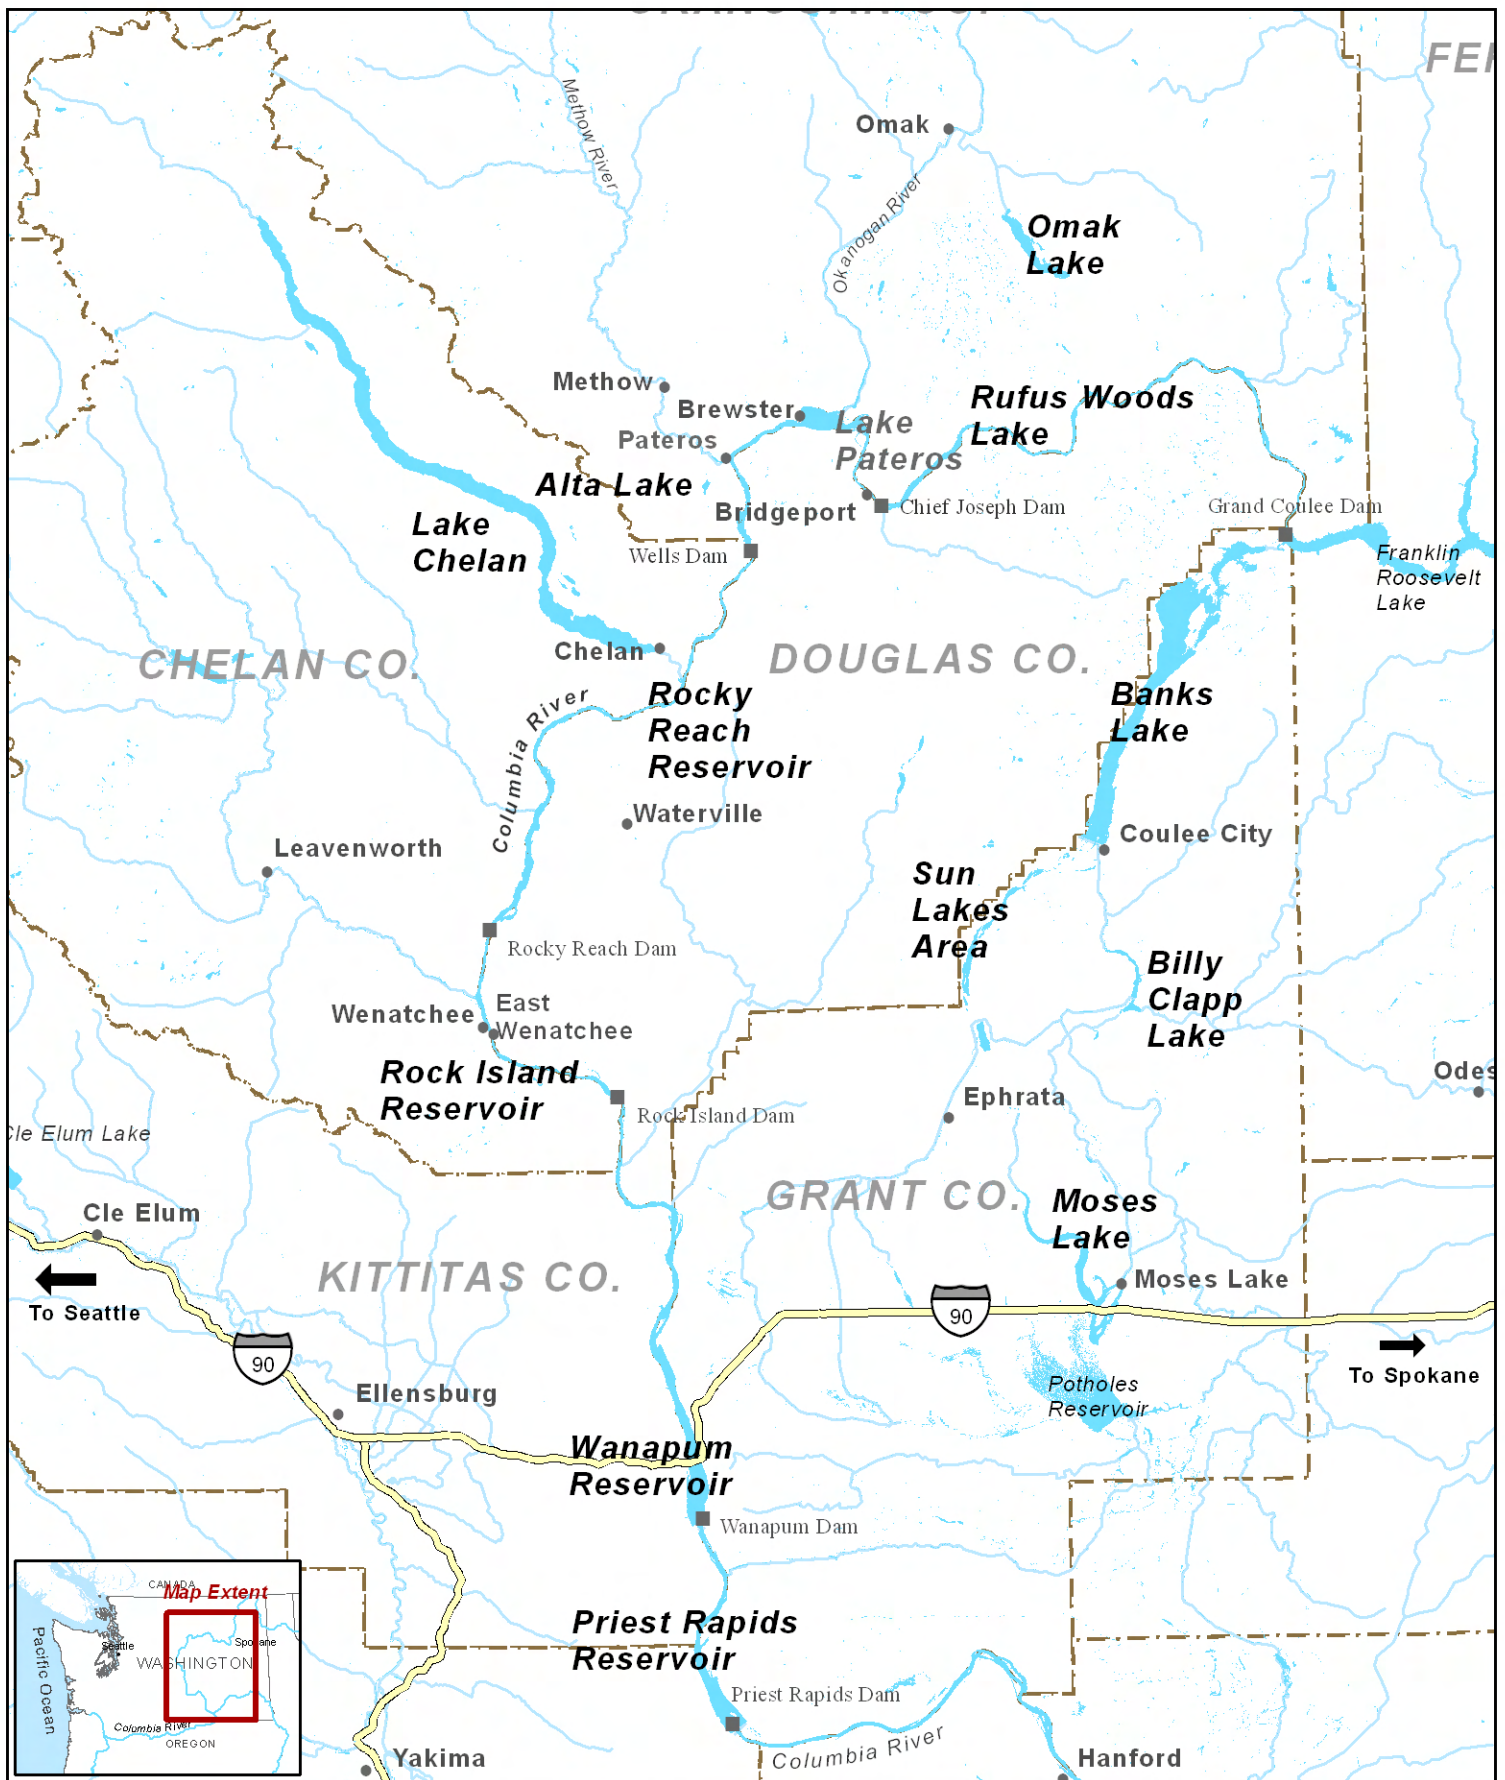 FER
Methow River
Omak
Okanogan River
Omak
Lake
Methow
Brewster
Pateros
Lake
Pateros
Rufus Woods
Lake
Alta Lake
Bridgeport
Chief Joseph Dam
Grand Coulee Dam
Lake
Chelan
Wells Dam
Franklin
Roosevelt
Lake
Chelan
CHELAN CO.
DOUGLAS CO.
Rocky
Reach
Reservoir
Banks
Lake
Columbia River
Waterville
Coulee City
Leavenworth
Sun
Lakes
Area
Rocky Reach Dam
Billy
Clapp
Lake
Wenatchee
East
Wenatchee
Rock Island
Reservoir
Rock Island Dam
Ephrata
Odes
Cle Elum Lake
GRANT CO.
Moses
Lake
Cle Elum
To Seattle
KITTITAS CO.
Moses Lake
90
90
To Spokane
Ellensburg
Potholes
Reservoir
Wanapum
Reservoir
Wanapum Dam
Priest Rapids
Reservoir
Priest Rapids Dam
Columbia River
Yakima
Hanford
CANADA
Map Extent
Pacific Ocean
Seattle
Spokane
WASHINGTON
Columbia River
OREGON